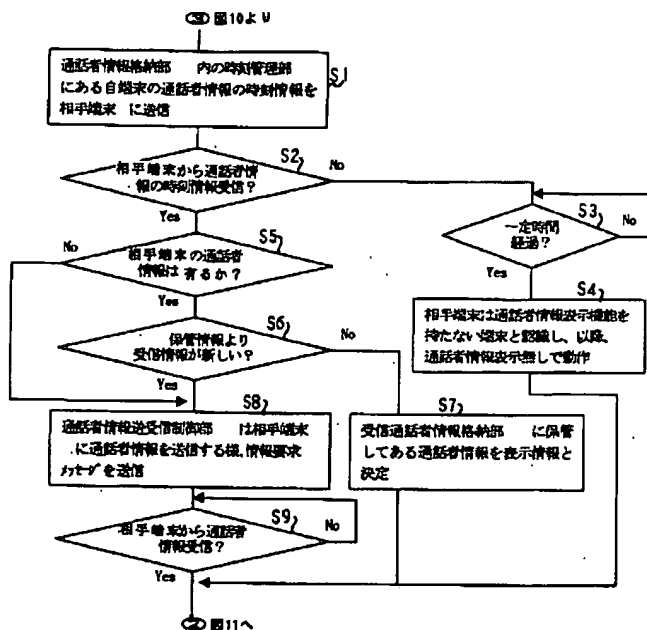 ③ 図10より
通話者情報格納部 内の時刻管理部
にある自端末の通話者情報の時刻情報を
相手端末 に送信
S1
相手端末から通話者情
報の時刻情報受信?
S2
No
Yes
一定時間
経過?
S3
No
Yes
相手端末の通話者
情報は有るか?
S5
No
Yes
相手端末は通話者情報表示機能を
持たない端末と認識し、以降、
通話者情報表示無しで動作
S4
保管情報より
受信情報が新しい?
S6
No
Yes
通話者情報送受信制御部 は相手端末
に通話者情報を送信する様、情報要求
メッセージを送信
S8
受信通話者情報格納部 に保管
してある通話者情報を表示情報と
決定
S7
相手端末から通話者
情報受信?
S9
No
Yes
図11へ